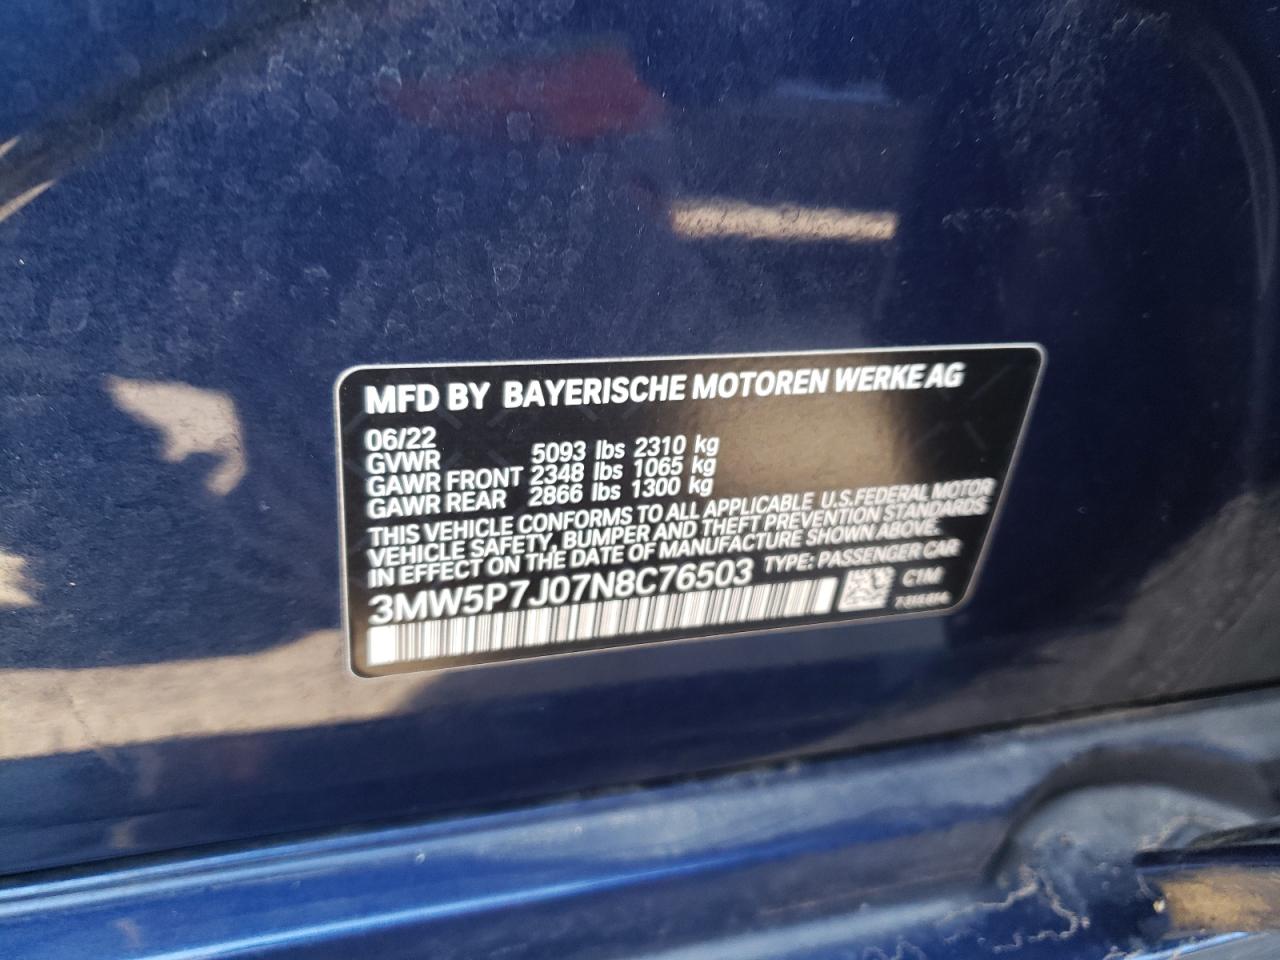 MFD BY BAYERISCHE MOTOREN WERKE AG
06/22
GVWR 5093 lbs 2310 kg
GAWR FRONT 2348 lbs 1065 kg
GAWR REAR 2866 lbs 1300 kg
THIS VEHICLE CONFORMS TO ALL APPLICABLE U.S.FEDERAL MOTOR
VEHICLE SAFETY, BUMPER AND THEFT PREVENTION STANDARDS
IN EFFECT ON THE DATE OF MANUFACTURE SHOWN ABOVE.
3MW5P7J07N8C76503 TYPE: PASSENGER CAR
C1M